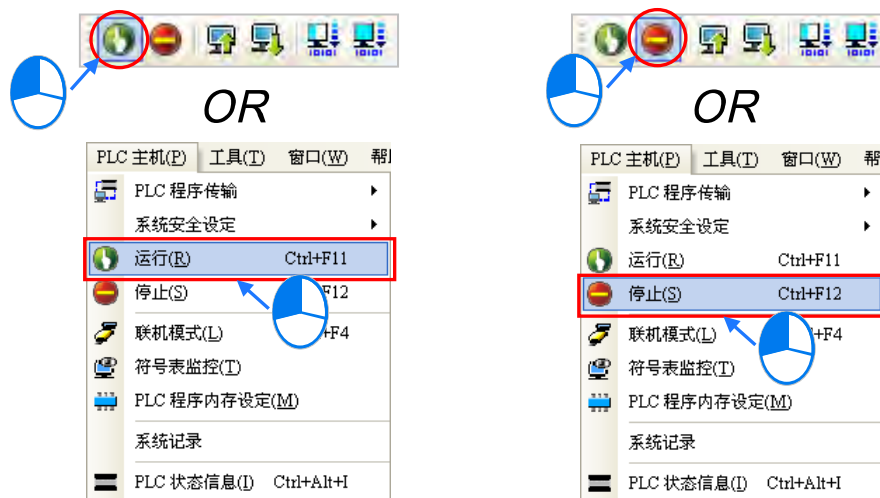 OR
PLC 主机(P) 工具(T) 窗口(W)
PLC 程序传输
系统安全设定
运行(R) Ctrl+F11
停止(S) F12
联机模式(L) +F4
符号表监控(T)
PLC 程序内存设定(M)
系统记录
PLC 状态信息(I) Ctrl+Alt+I
OR
PLC 主机(P) 工具(T) 窗口(W) 帮
PLC 程序传输
系统安全设定
运行(R) Ctrl+F11
停止(S) Ctrl+F12
联机模式(L) +F4
符号表监控(T)
PLC 程序内存设定(M)
系统记录
PLC 状态信息(I) Ctrl+Alt+I